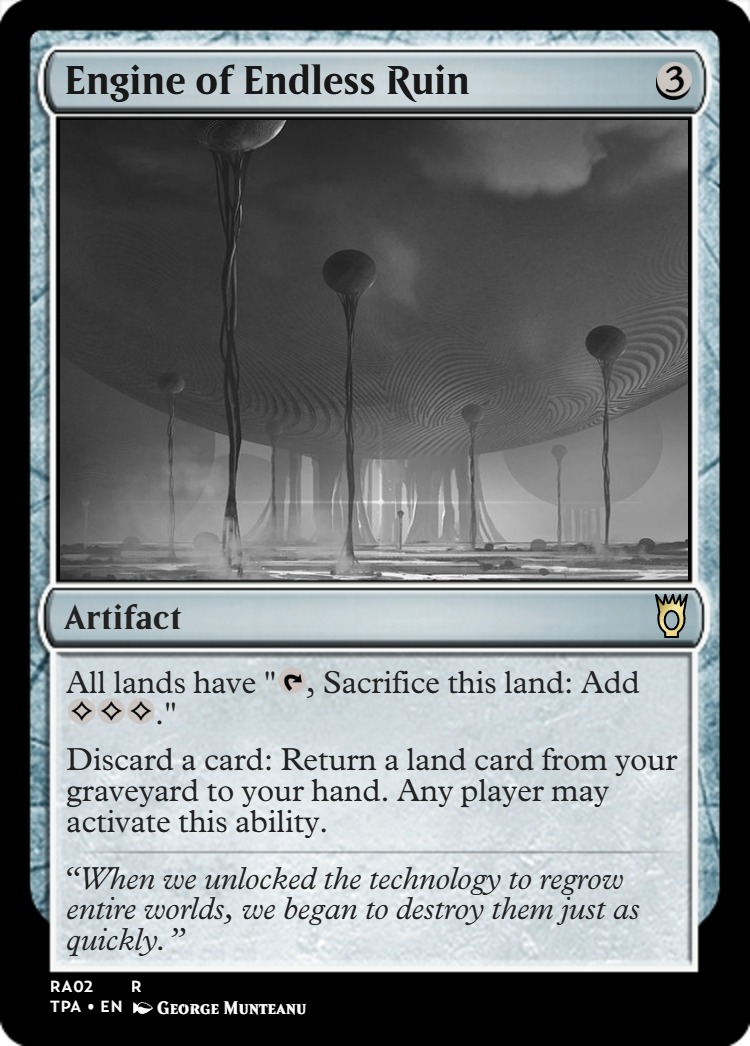 Engine of Endless Ruin 3
Artifact
All lands have " , Sacrifice this land: Add
."
Discard a card: Return a land card from your
graveyard to your hand. Any player may
activate this ability.
“When we unlocked the technology to regrow
entire worlds, we began to destroy them just as
quickly.”
RA02 R
TPA • EN George Munteanu